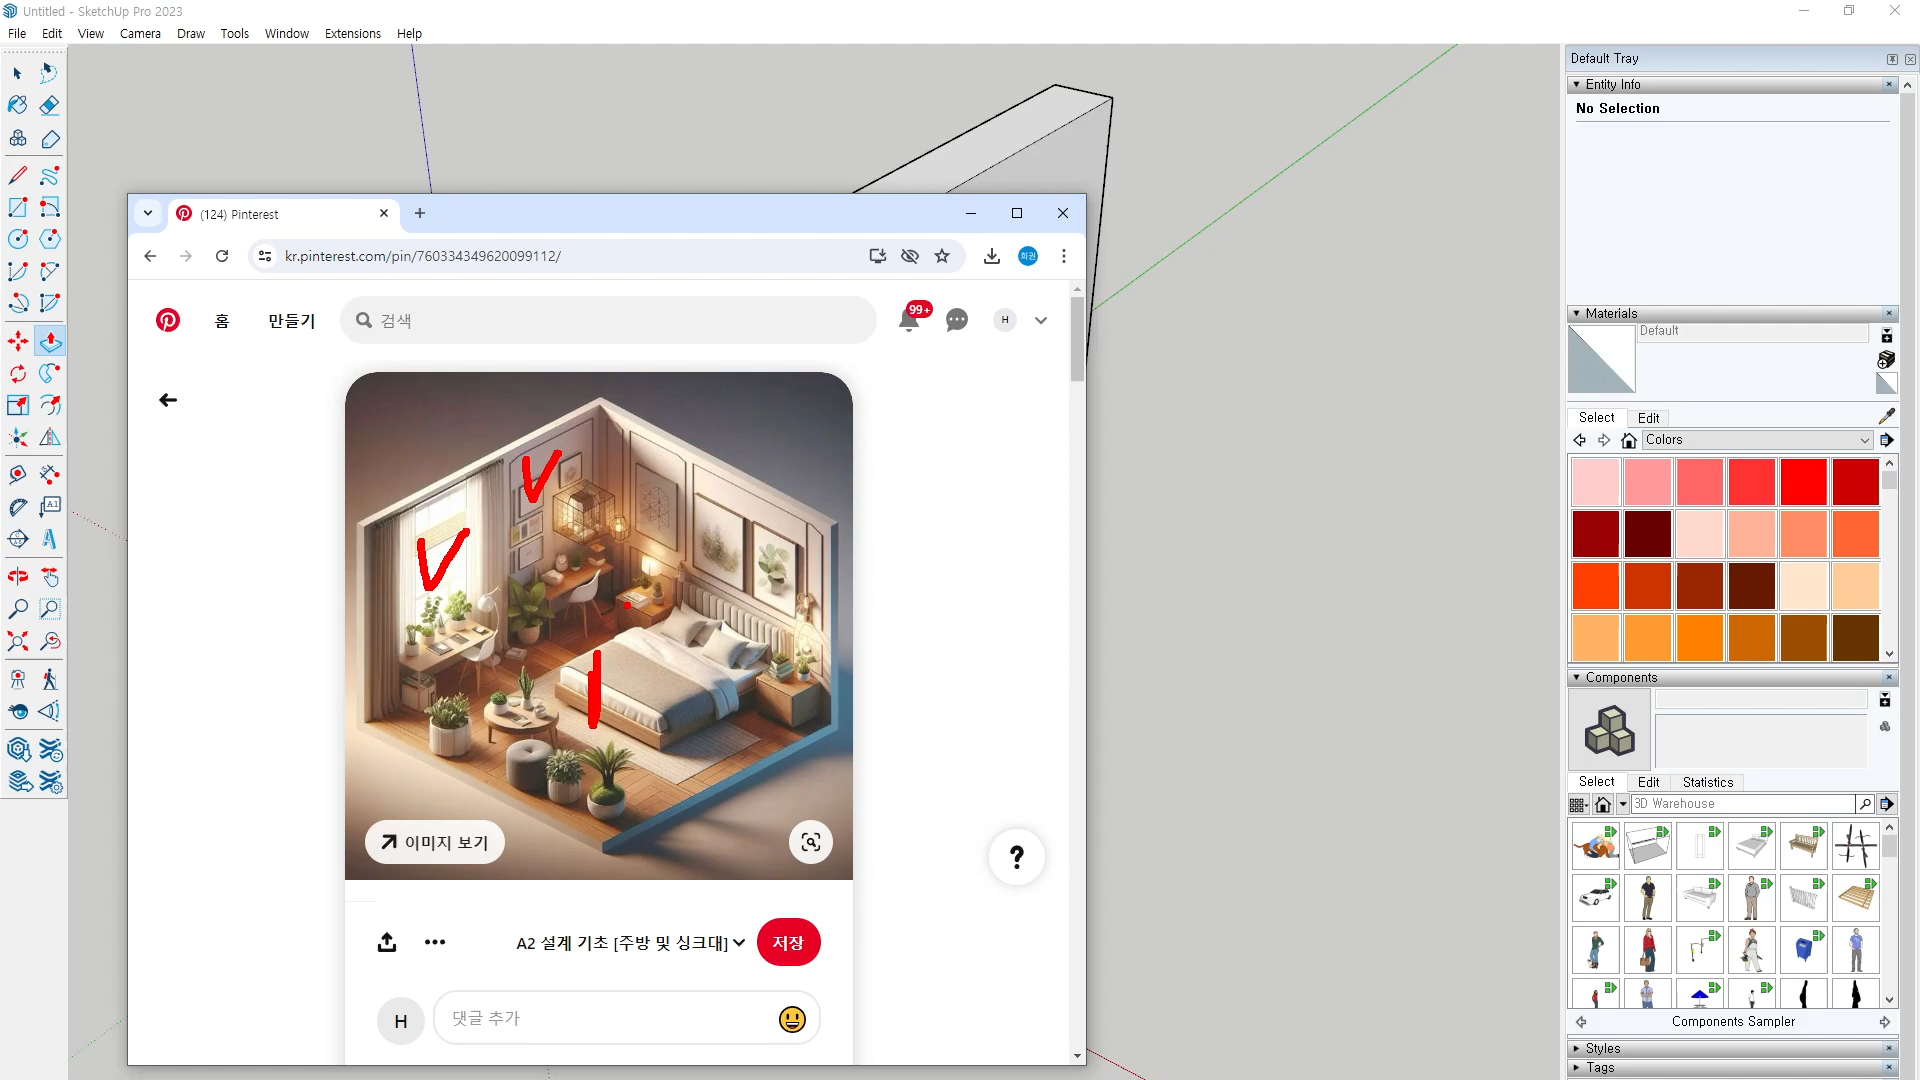 Untitled - SketchUp Pro 2023
File Edit View Camera Draw Tools Window Extensions Help
Default Tray
Entity Info
No Selection
(124) Pinterest
kr.pinterest.com/pin/760334349620099112/
희권
홈 만들기 검색 99+ H
Materials
Default
Select Edit
Colors
Components
Select Edit Statistics
3D Warehouse
이미지 보기
?
A2 설계 기초 [주방 및 싱크대] 저장
H 댓글 추가
Components Sampler
Styles
Tags